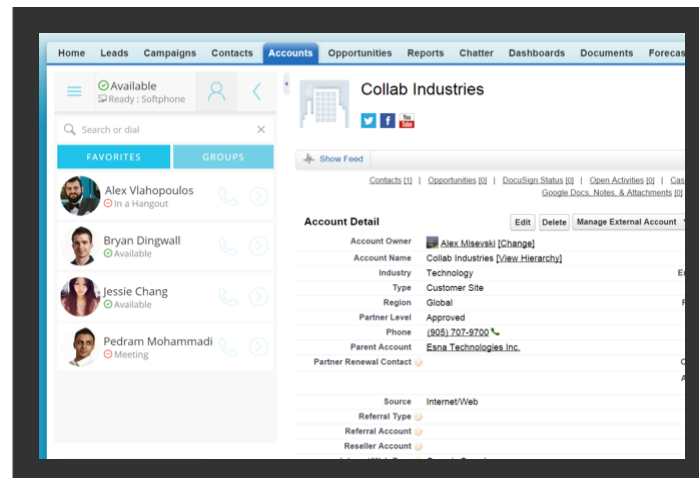 Home Leads Campaigns Contacts Accounts Opportunities Reports Chatter Dashboards Documents Forecas
Available
Ready : Softphone
Search or dial
FAVORITES GROUPS
Alex Vlahopoulos
In a Hangout
Bryan Dingwall
Available
Jessie Chang
Available
Pedram Mohammadi
Meeting
Collab Industries
You Tube
Show Feed
Contacts [1] | Opportunities [0] | DocuSign Status [0] | Open Activities [0] | Cas
Google Docs, Notes, & Attachments [0]
Account Detail Edit Delete Manage External Account
Account Owner Alex Misevski [Change]
Account Name Collab Industries [View Hierarchy]
Industry Technology
Type Customer Site
Region Global
Partner Level Approved
Phone (905) 707-9700
Parent Account Esna Technologies Inc.
Partner Renewal Contact
Source Internet/Web
Referral Type
Referral Account
Reseller Account